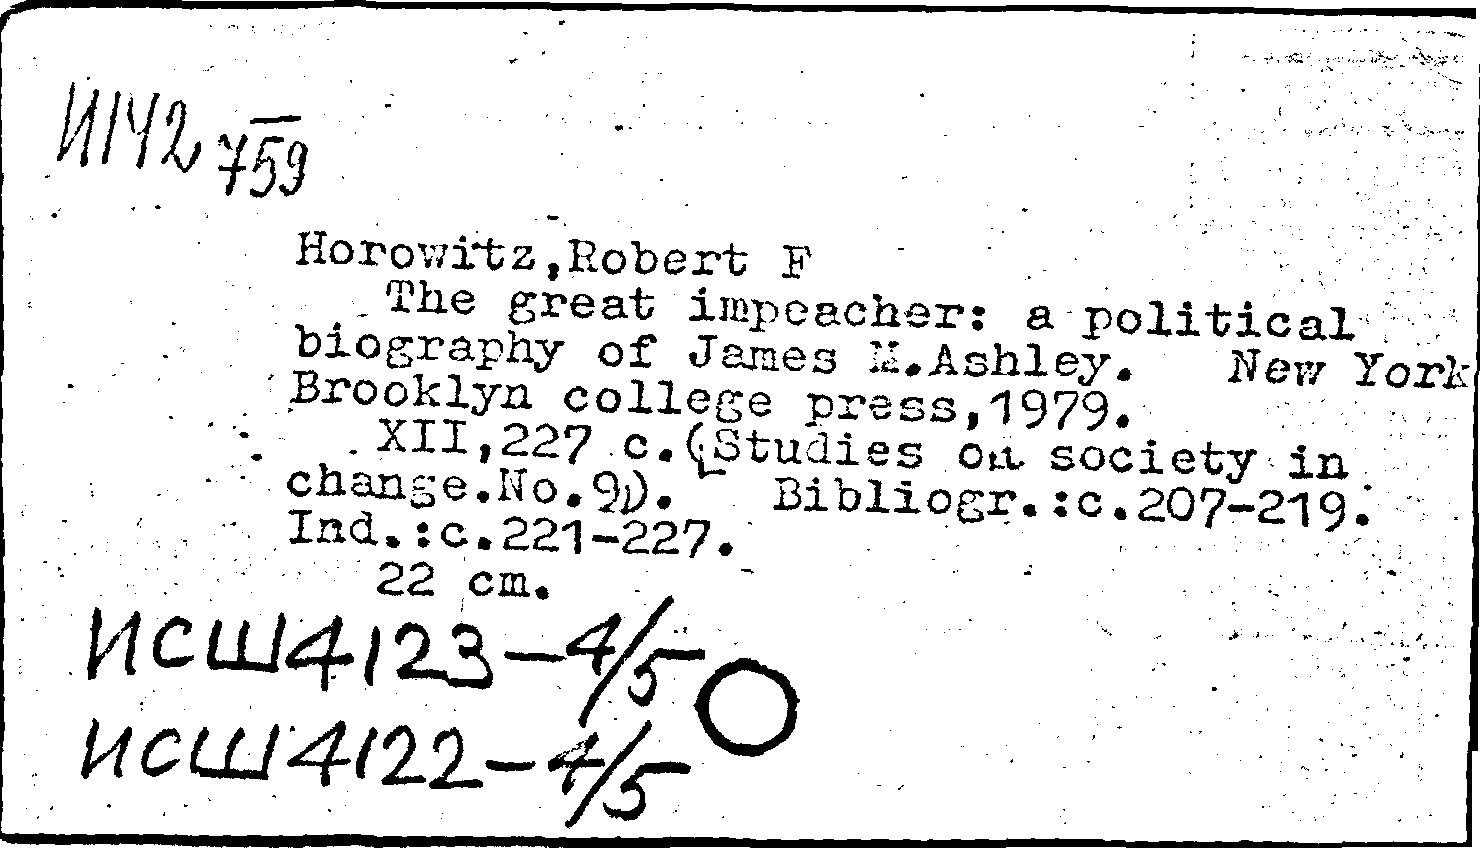 И142
759
Horowitz,Robert F
The great impeacher: a political
biography of James M.Ashley. New York
Brooklyn college press,1979.
XII,227 c.(Studies on society in
change.No.9). Bibliogr.:c.207-219.
Ind.:c.221-227.
22 cm.
ИСШ4123-4/5
ИСШ4122-4/5